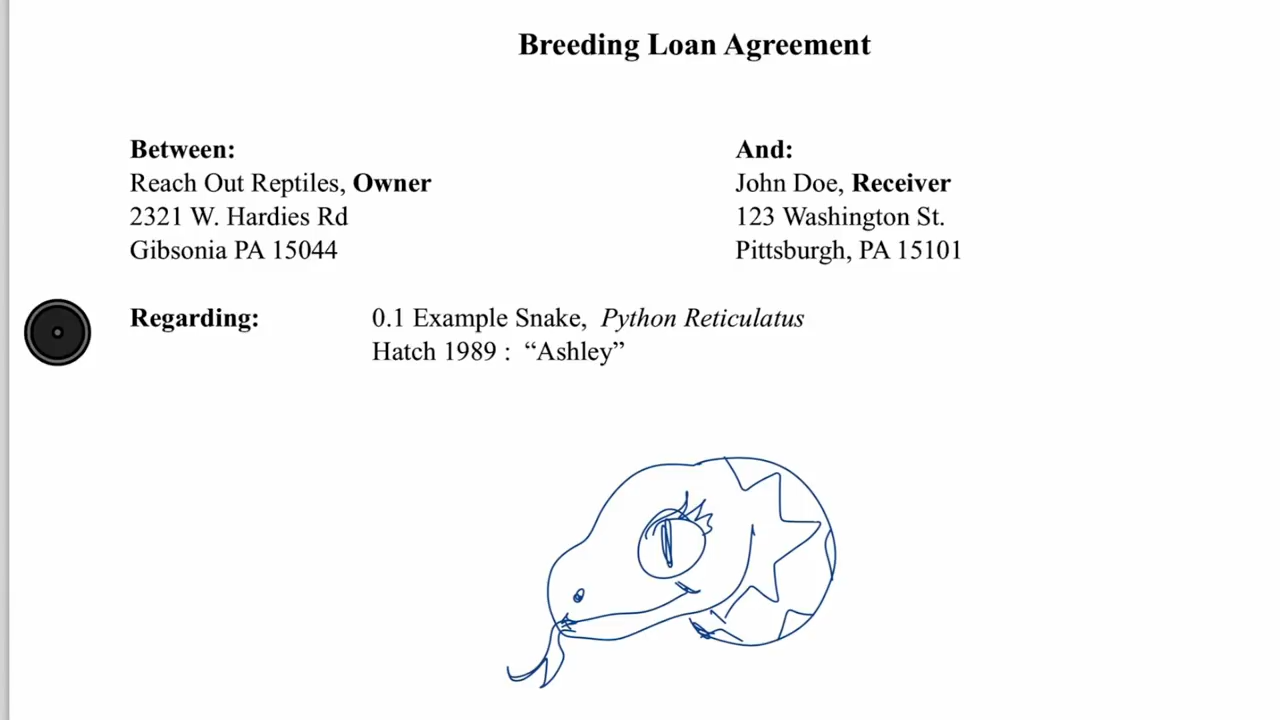 Breeding Loan Agreement
Between:
Reach Out Reptiles, Owner
2321 W. Hardies Rd
Gibsonia PA 15044
And:
John Doe, Receiver
123 Washington St.
Pittsburgh, PA 15101
Regarding:
0.1 Example Snake, Python Reticulatus
Hatch 1989 : “Ashley”